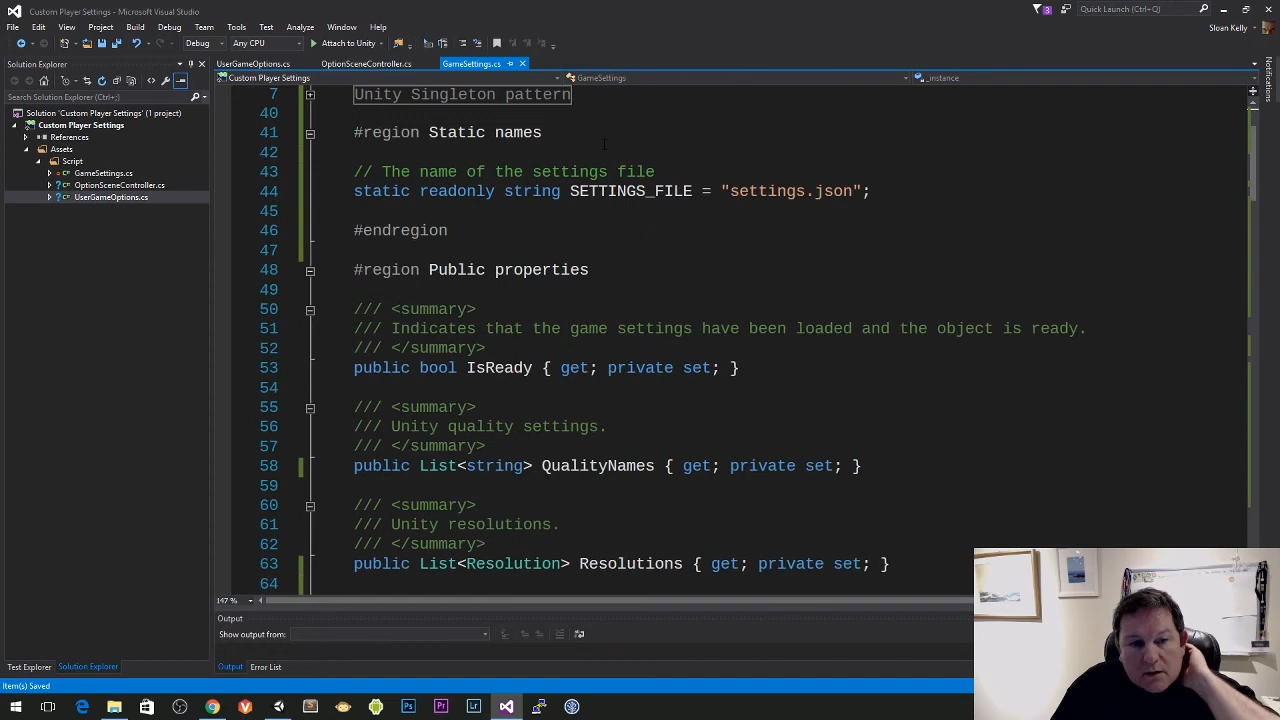 Custom Player Settings - Microsoft Visual Studio
3
Quick Launch (Ctrl+Q)
File Edit View Project Build Debug Team Tools Test Analyze Window Help
Sloan Kelly
Debug Any CPU Attach to Unity
Solution Explorer
UserGameOptions.cs OptionSceneController.cs GameSettings.cs
Custom Player Settings GameSettings _instance
Search Solution Explorer (Ctrl+;)
Solution 'Custom Player Settings' (1 project)
Custom Player Settings
References
Assets
Script
GameSettings.cs
OptionSceneController.cs
UserGameOptions.cs
Notifications
7 Unity Singleton pattern
40
41 #region Static names
42
43 // The name of the settings file
44 static readonly string SETTINGS_FILE = "settings.json";
45
46 #endregion
47
48 #region Public properties
49
50 /// <summary>
51 /// Indicates that the game settings have been loaded and the object is ready.
52 /// </summary>
53 public bool IsReady { get; private set; }
54
55 /// <summary>
56 /// Unity quality settings.
57 /// </summary>
58 public List<string> QualityNames { get; private set; }
59
60 /// <summary>
61 /// Unity resolutions.
62 /// </summary>
63 public List<Resolution> Resolutions { get; private set; }
64
147 %
Output
Show output from:
Test Explorer Solution Explorer
Output Error List
Item(s) Saved
Ps Pr Lr